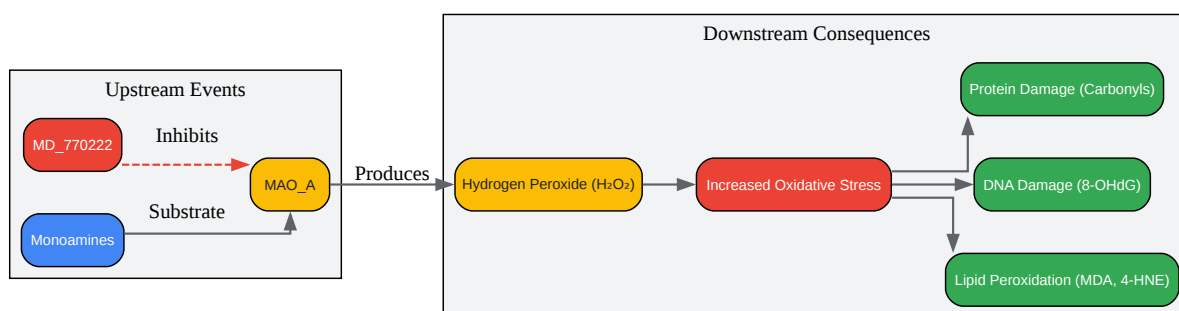 Upstream Events
MD_770222
Inhibits
MAO_A
Substrate
Monoamines
Produces
Downstream Consequences
Hydrogen Peroxide (H₂O₂)
Increased Oxidative Stress
Protein Damage (Carbonyls)
DNA Damage (8-OHdG)
Lipid Peroxidation (MDA, 4-HNE)